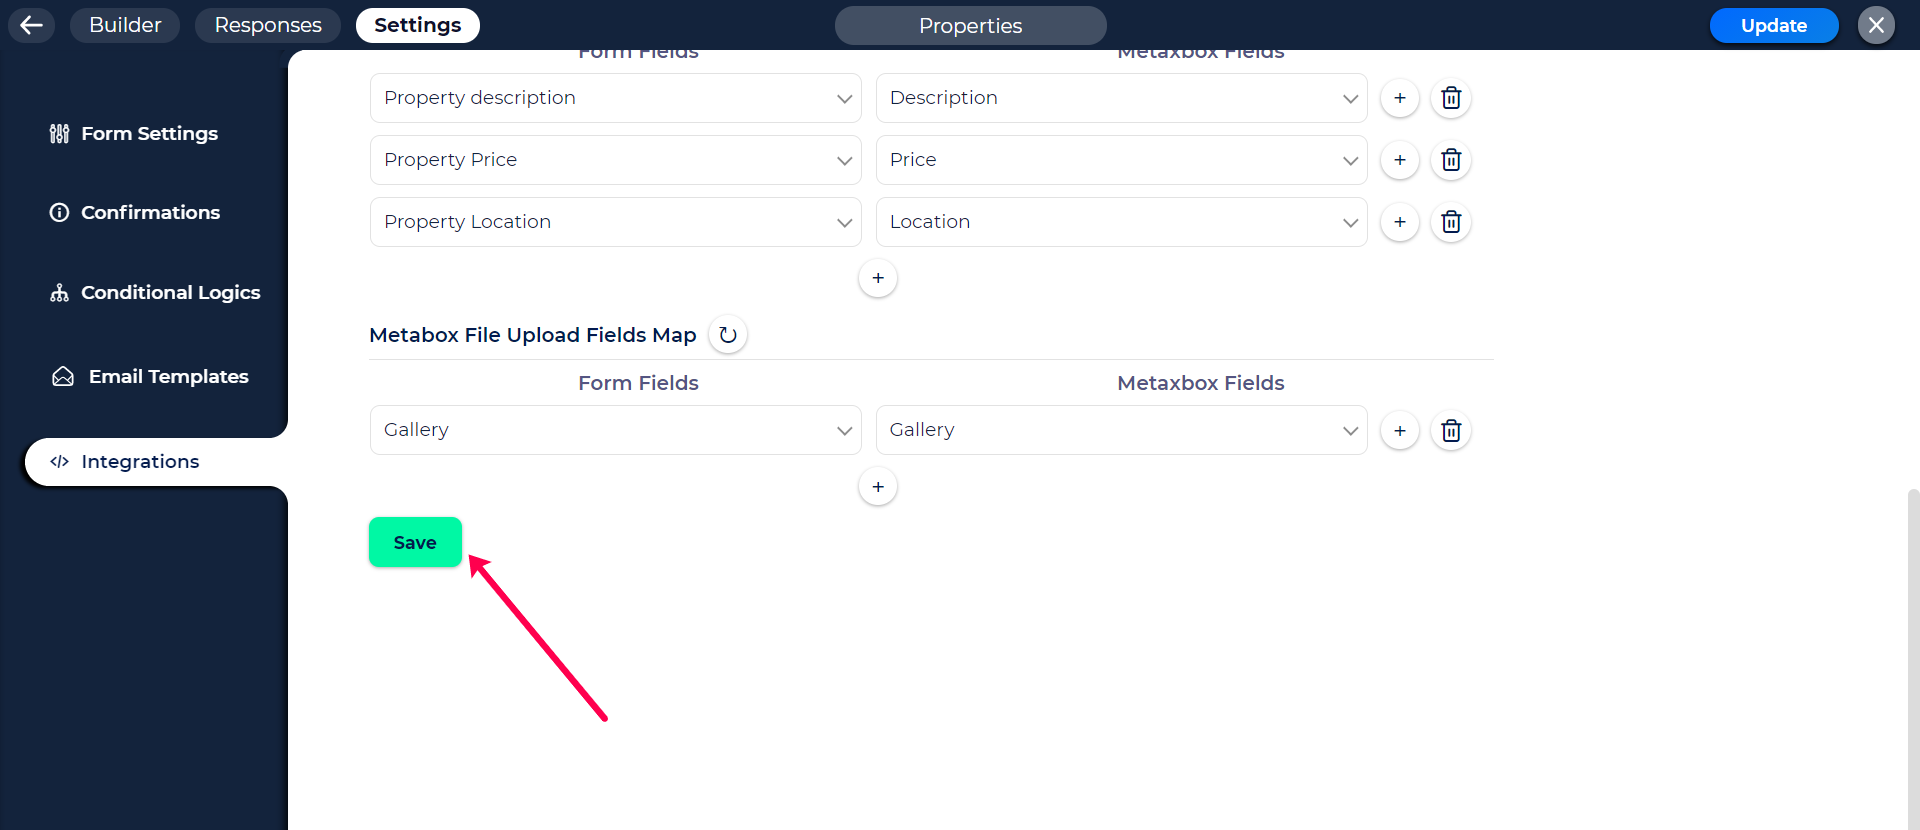 Builder
Responses
Settings
Properties
Update
Form Settings
Confirmations
Conditional Logics
Email Templates
Integrations
Form Fields
Metaxbox Fields
Property description
Description
Property Price
Price
Property Location
Location
+
Metabox File Upload Fields Map
Form Fields
Metaxbox Fields
Gallery
Gallery
+
Save